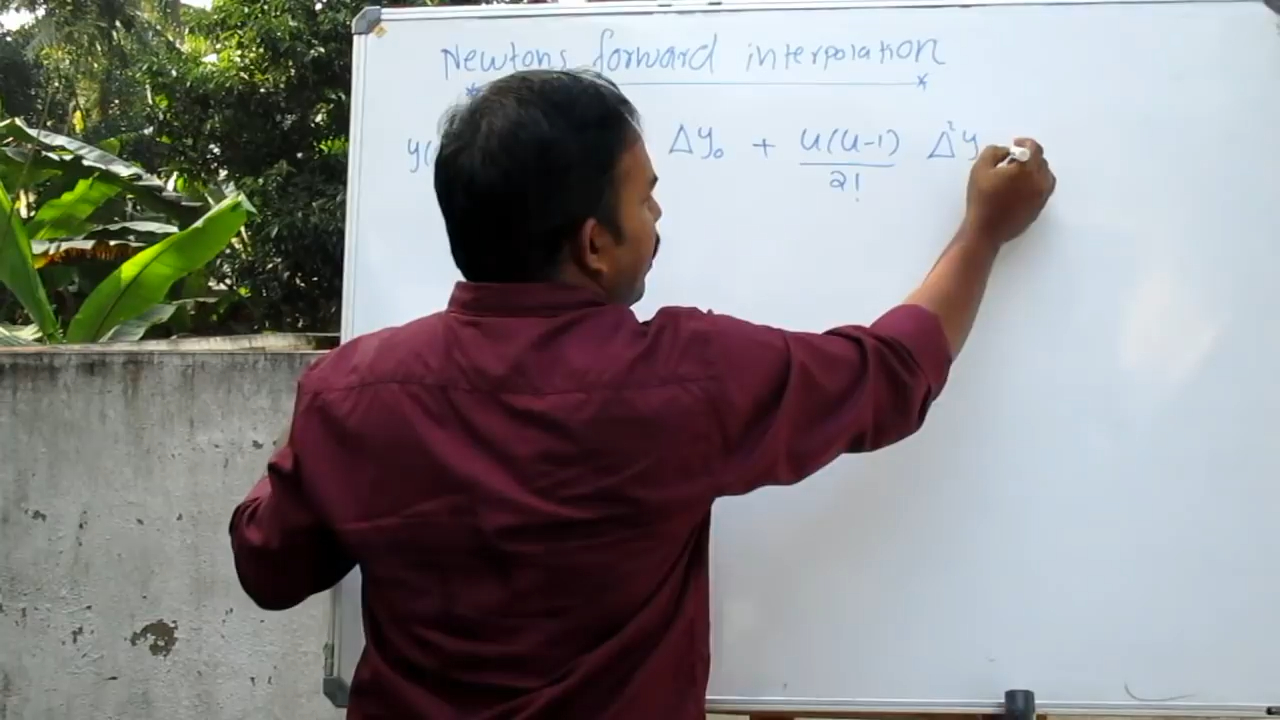 Newtons forward interpolation
y( Δy₀ + u(u-1)/2! Δ²y